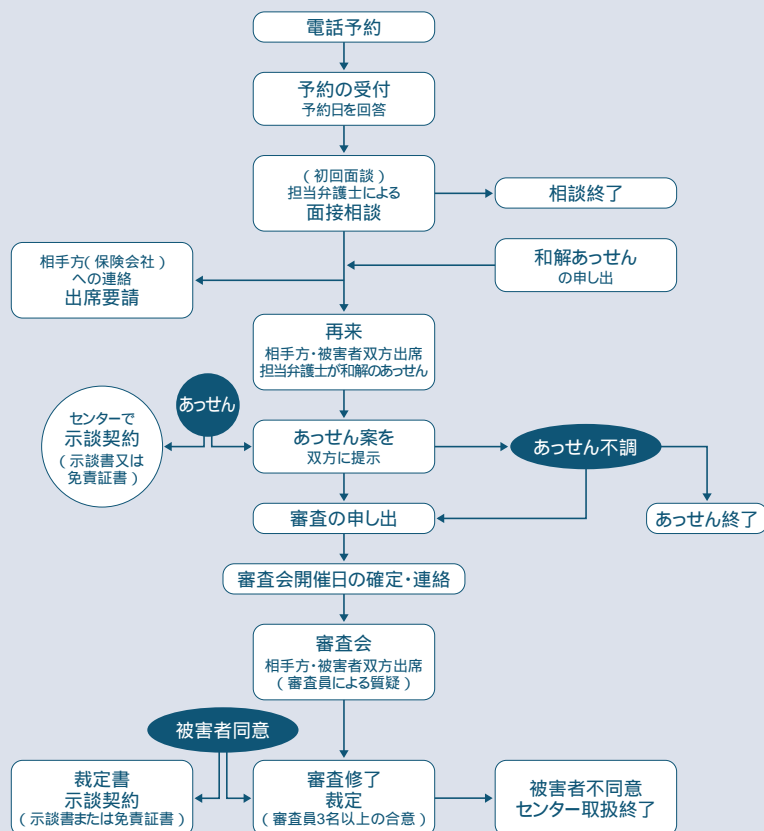 電話予約
予約の受付
予約日を回答
（初回面談）
担当弁護士による
面接相談
相談終了
相手方（保険会社）
への連絡
出席要請
和解あっせん
の申し出
再来
相手方・被害者双方出席
担当弁護士が和解のあっせん
あっせん
センターで
示談契約
（示談書又は
免責証書）
あっせん案を
双方に提示
あっせん不調
審査の申し出
あっせん終了
審査会開催日の確定・連絡
審査会
相手方・被害者双方出席
（審査員による質疑）
被害者同意
裁定書
示談契約
（示談書または免責証書）
審査修了
裁定
（審査員3名以上の合意）
被害者不同意
センター取扱終了